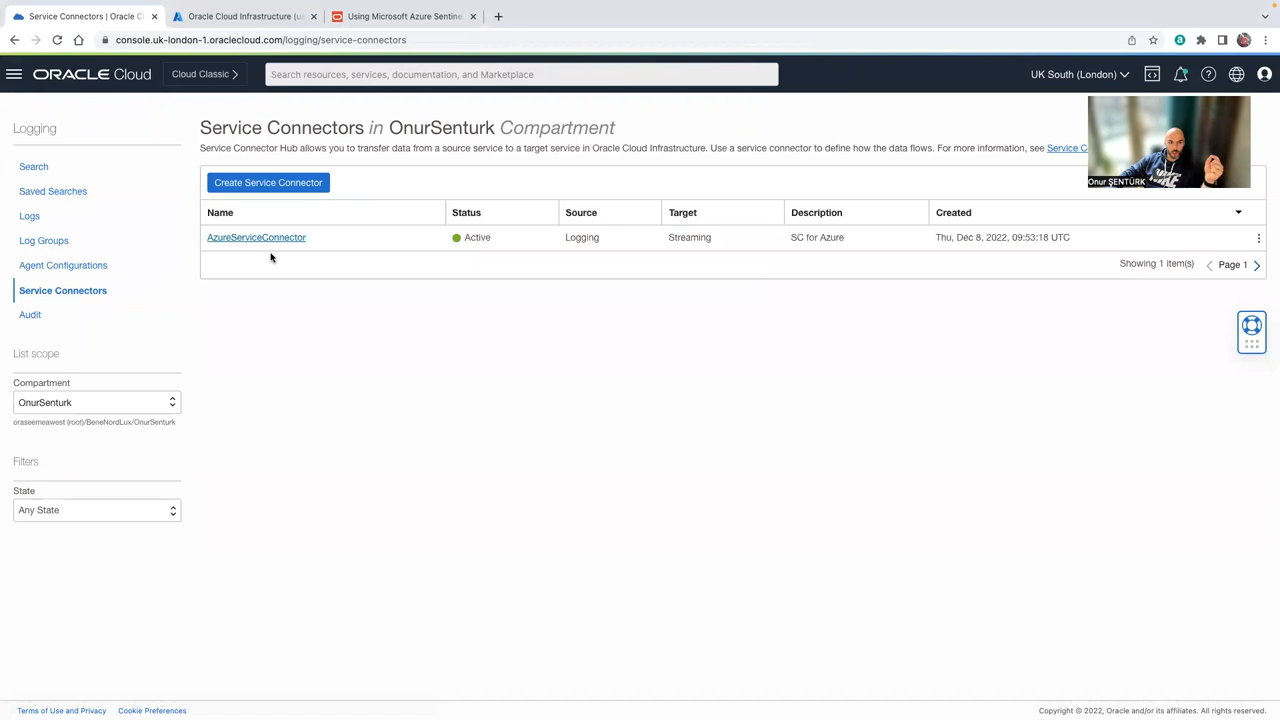 Service Connectors | Oracle Cl
Oracle Cloud Infrastructure (u
Using Microsoft Azure Sentine
console.uk-london-1.oraclecloud.com/logging/service-connectors
ORACLE Cloud
Cloud Classic
Search resources, services, documentation, and Marketplace
UK South (London)
Logging
Search
Saved Searches
Logs
Log Groups
Agent Configurations
Service Connectors
Audit
List scope
Compartment
OnurSenturk
oraseemeawest (root)/BeneNordLux/OnurSenturk
Filters
State
Any State
Service Connectors in OnurSenturk Compartment
Service Connector Hub allows you to transfer data from a source service to a target service in Oracle Cloud Infrastructure. Use a service connector to define how the data flows. For more information, see Service C
Onur ŞENTÜRK
Create Service Connector
Name Status Source Target Description Created
AzureServiceConnector Active Logging Streaming SC for Azure Thu, Dec 8, 2022, 09:53:18 UTC
Showing 1 item(s) Page 1
Terms of Use and Privacy Cookie Preferences
Copyright © 2022, Oracle and/or its affiliates. All rights reserved.